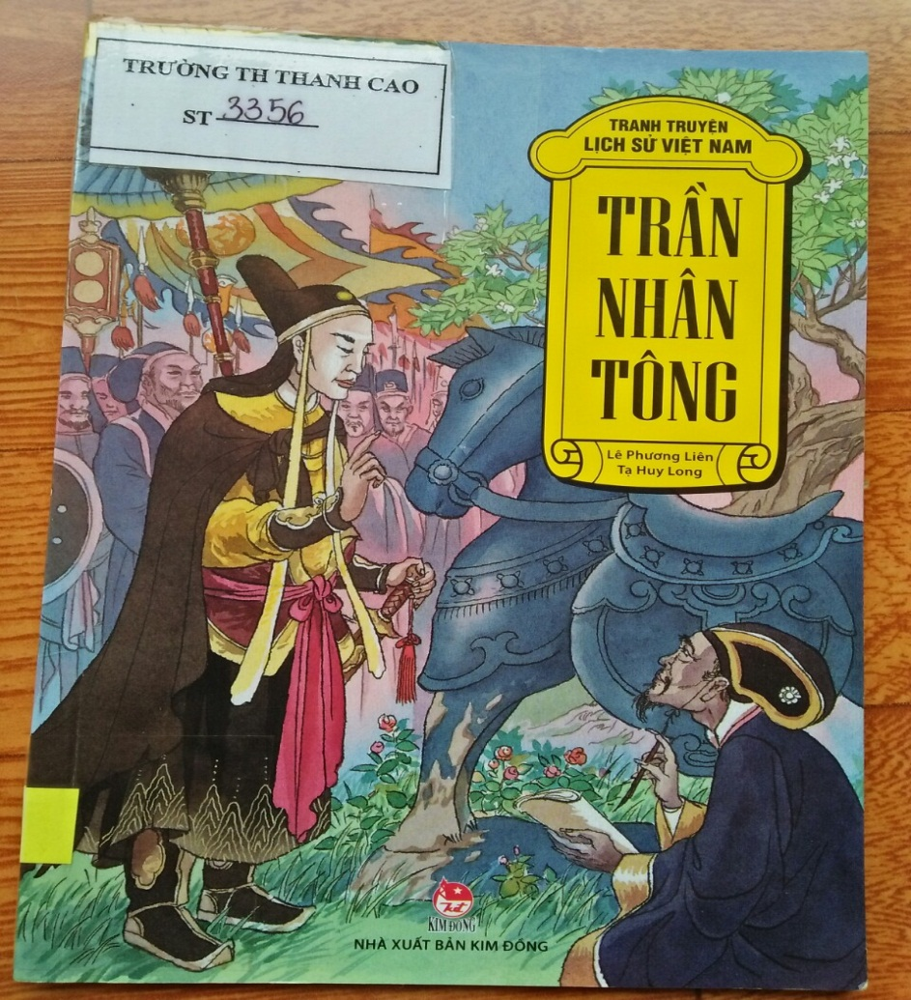 TRƯỜNG TH THANH CAO
ST 3356
TRANH TRUYỆN
LỊCH SỬ VIỆT NAM
TRẦN
NHÂN
TÔNG
Lê Phương Liên
Tạ Huy Long
KIM ĐỒNG
NHÀ XUẤT BẢN KIM ĐỒNG